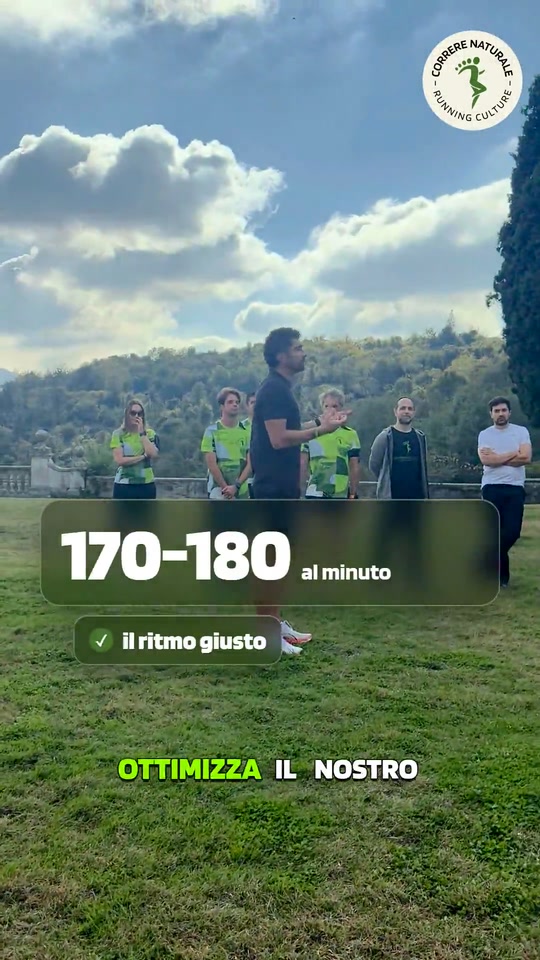 CORRERE NATURALE
RUNNING CULTURE
170-180 al minuto
il ritmo giusto
OTTIMIZZA IL NOSTRO